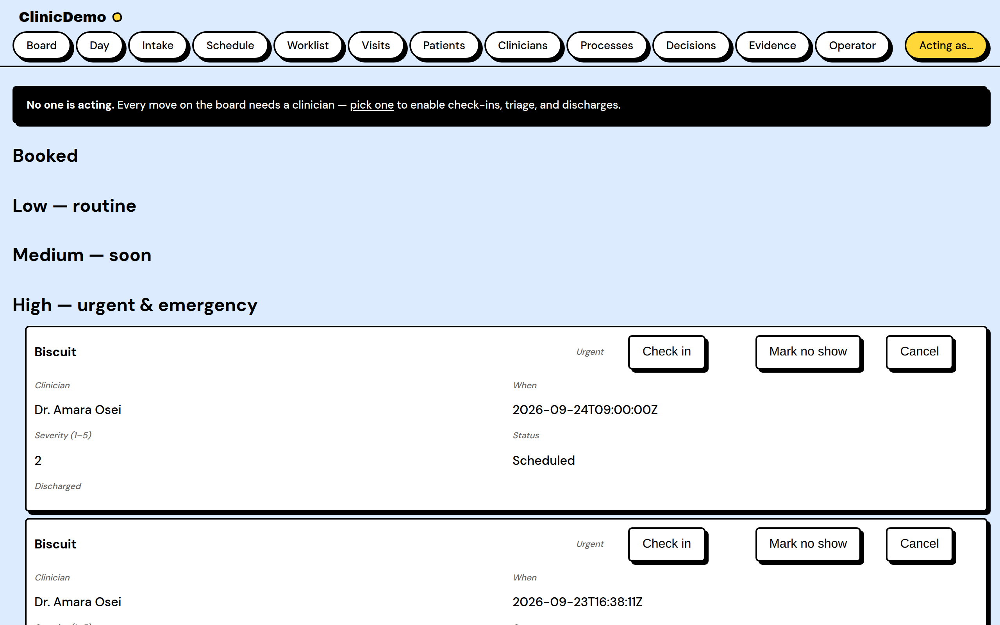 ClinicDemo
Board Day Intake Schedule Worklist Visits Patients Clinicians Processes Decisions Evidence Operator Acting as…
No one is acting. Every move on the board needs a clinician — pick one to enable check-ins, triage, and discharges.
Booked
Low — routine
Medium — soon
High — urgent & emergency
Biscuit Urgent Check in Mark no show Cancel
Clinician When
Dr. Amara Osei 2026-09-24T09:00:00Z
Severity (1–5) Status
2 Scheduled
Discharged
Biscuit Urgent Check in Mark no show Cancel
Clinician When
Dr. Amara Osei 2026-09-23T16:38:11Z